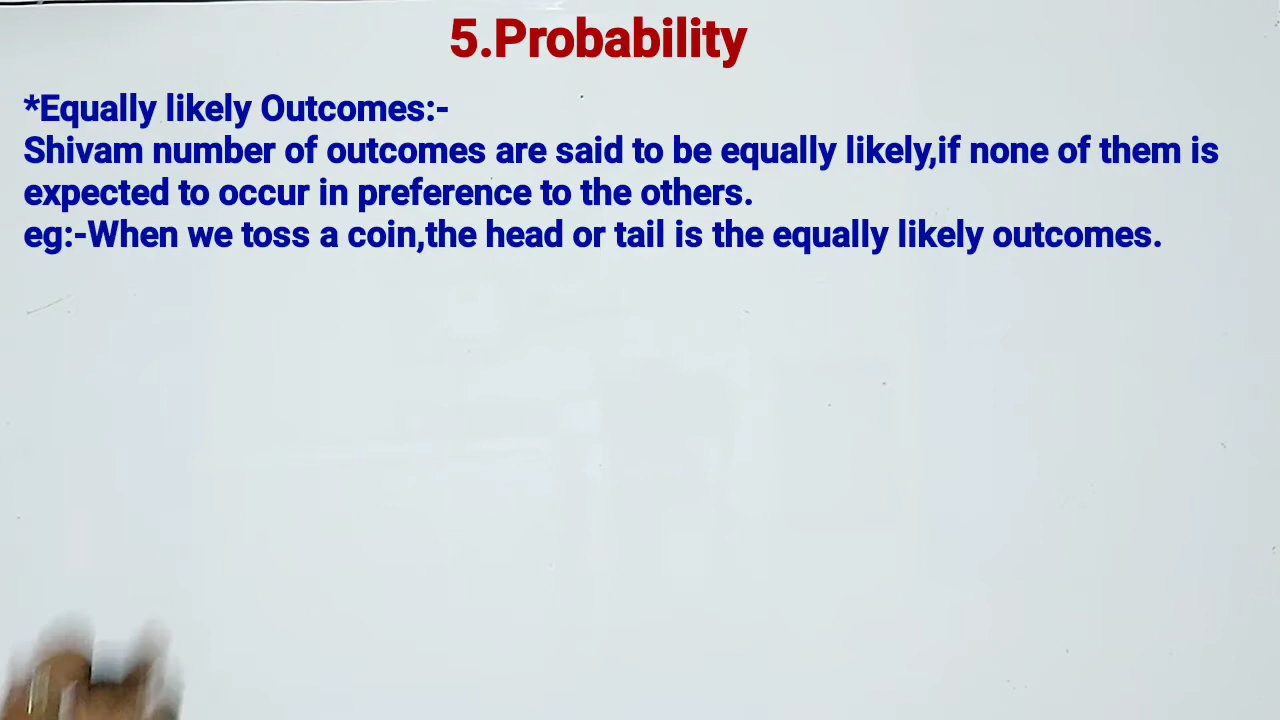 5.Probability
*Equally likely Outcomes:-
Shivam number of outcomes are said to be equally likely,if none of them is
expected to occur in preference to the others.
eg:-When we toss a coin,the head or tail is the equally likely outcomes.